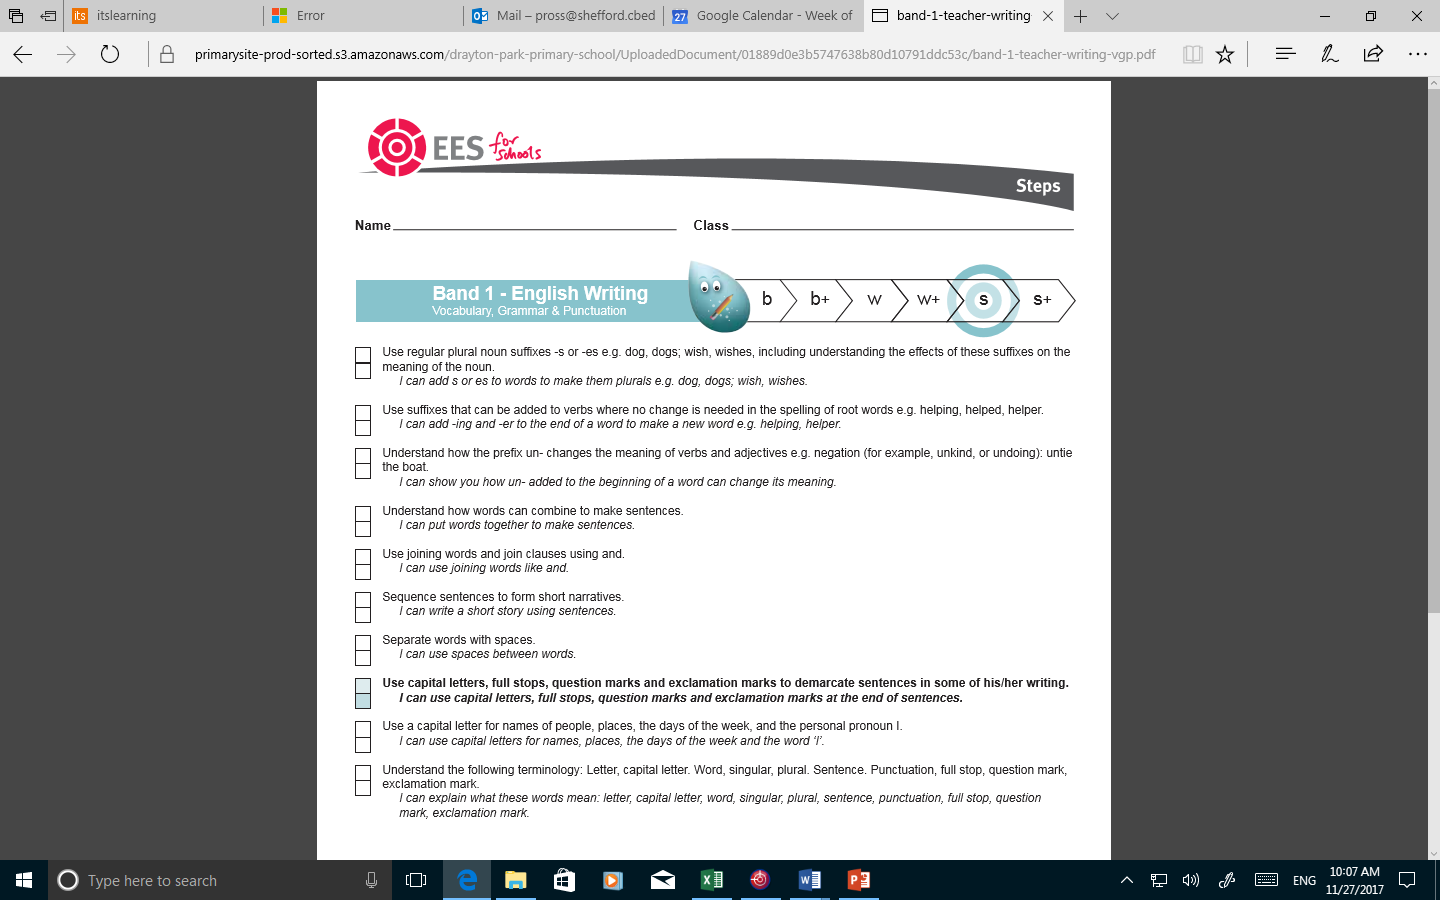 itslearning
Error
Mail – pross@shefford.cbed
Google Calendar - Week of
band-1-teacher-writing
primarysite-prod-sorted.s3.amazonaws.com/drayton-park-primary-school/UploadedDocument/01889d0e3b5747638b80d10791ddc53c/band-1-teacher-writing-vgp.pdf
EES for Schools
Steps
Name Class
Band 1 - English Writing
Vocabulary, Grammar & Punctuation
b b+ w w+ s s+
Use regular plural noun suffixes -s or -es e.g. dog, dogs; wish, wishes, including understanding the effects of these suffixes on the
meaning of the noun.
I can add s or es to words to make them plurals e.g. dog, dogs; wish, wishes.
Use suffixes that can be added to verbs where no change is needed in the spelling of root words e.g. helping, helped, helper.
I can add -ing and -er to the end of a word to make a new word e.g. helping, helper.
Understand how the prefix un- changes the meaning of verbs and adjectives e.g. negation (for example, unkind, or undoing): untie
the boat.
I can show you how un- added to the beginning of a word can change its meaning.
Understand how words can combine to make sentences.
I can put words together to make sentences.
Use joining words and join clauses using and.
I can use joining words like and.
Sequence sentences to form short narratives.
I can write a short story using sentences.
Separate words with spaces.
I can use spaces between words.
Use capital letters, full stops, question marks and exclamation marks to demarcate sentences in some of his/her writing.
I can use capital letters, full stops, question marks and exclamation marks at the end of sentences.
Use a capital letter for names of people, places, the days of the week, and the personal pronoun I.
I can use capital letters for names, places, the days of the week and the word ‘I’.
Understand the following terminology: Letter, capital letter. Word, singular, plural. Sentence. Punctuation, full stop, question mark,
exclamation mark.
I can explain what these words mean: letter, capital letter, word, singular, plural, sentence, punctuation, full stop, question
mark, exclamation mark.
Type here to search
ENG
10:07 AM
11/27/2017